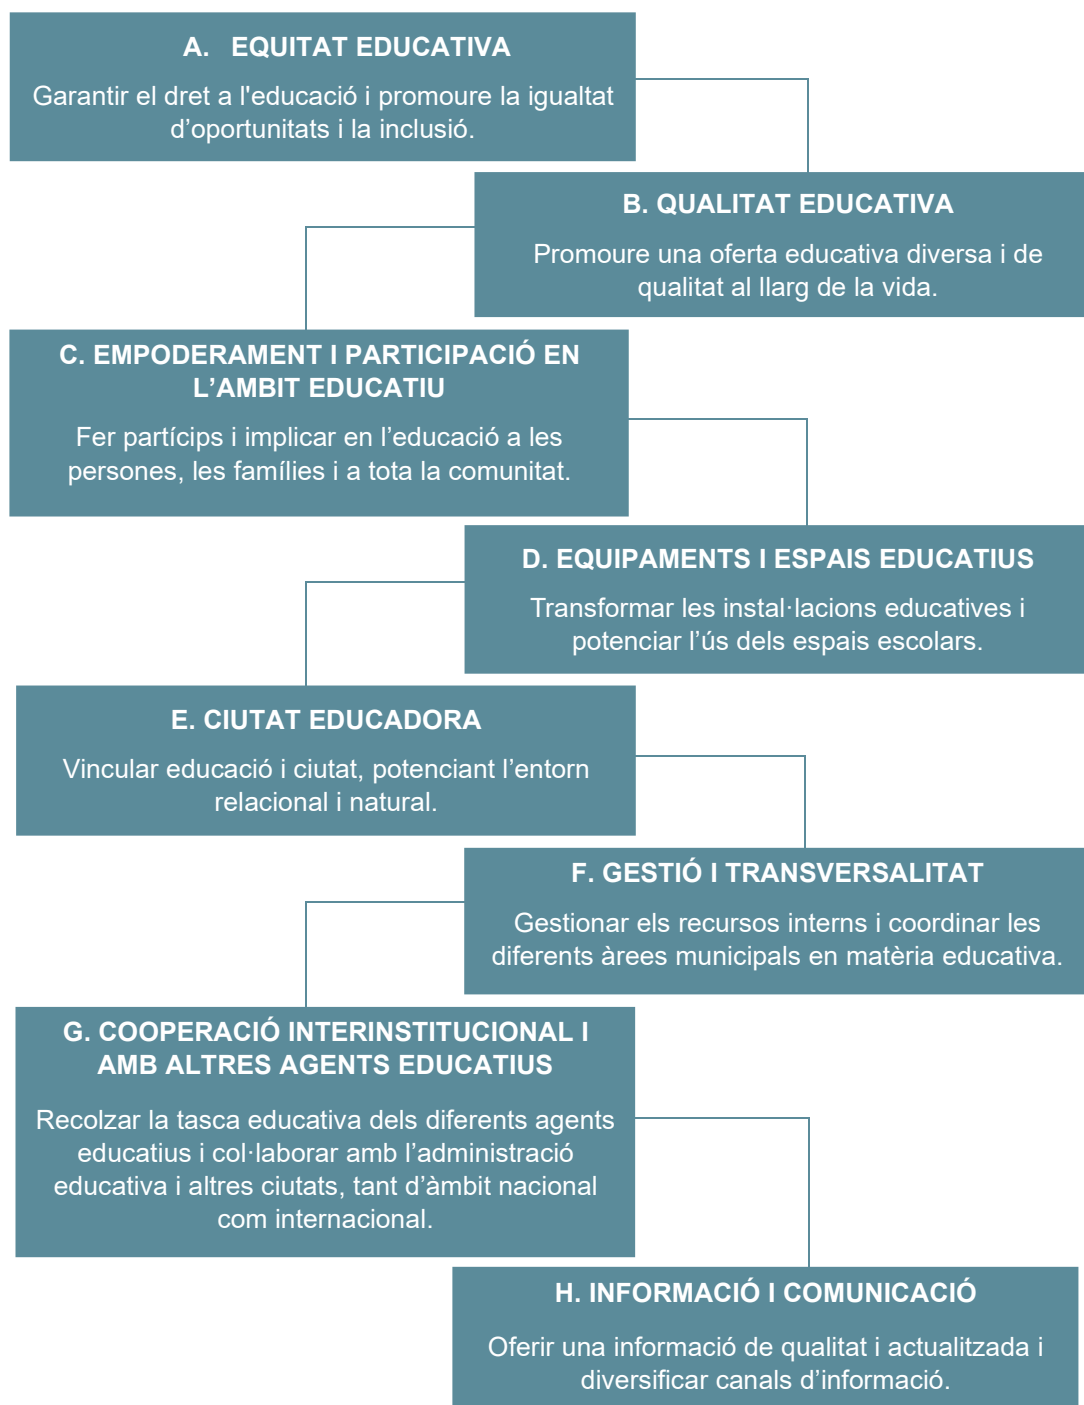 A. EQUITAT EDUCATIVA
Garantir el dret a l'educació i promoure la igualtat
d’oportunitats i la inclusió.
B. QUALITAT EDUCATIVA
Promoure una oferta educativa diversa i de
qualitat al llarg de la vida.
C. EMPODERAMENT I PARTICIPACIÓ EN
L’AMBIT EDUCATIU
Fer partícips i implicar en l’educació a les
persones, les famílies i a tota la comunitat.
D. EQUIPAMENTS I ESPAIS EDUCATIUS
Transformar les instal·lacions educatives i
potenciar l’ús dels espais escolars.
E. CIUTAT EDUCADORA
Vincular educació i ciutat, potenciant l’entorn
relacional i natural.
F. GESTIÓ I TRANSVERSALITAT
Gestionar els recursos interns i coordinar les
diferents àrees municipals en matèria educativa.
G. COOPERACIÓ INTERINSTITUCIONAL I
AMB ALTRES AGENTS EDUCATIUS
Recolzar la tasca educativa dels diferents agents
educatius i col·laborar amb l’administració
educativa i altres ciutats, tant d’àmbit nacional
com internacional.
H. INFORMACIÓ I COMUNICACIÓ
Oferir una informació de qualitat i actualitzada i
diversificar canals d’informació.